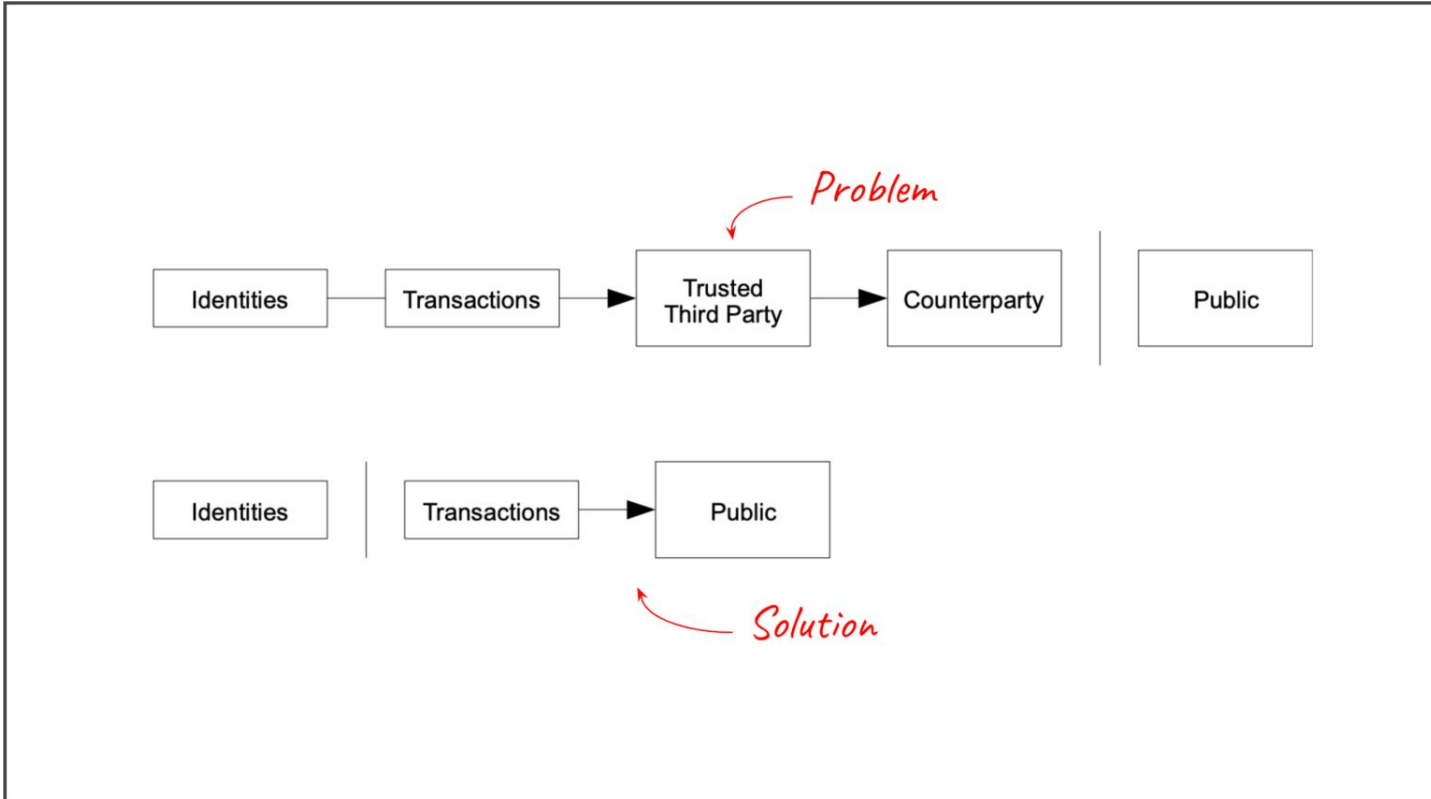 Problem
Identities
Transactions
Trusted
Third Party
Counterparty
Public
Identities
Transactions
Public
Solution